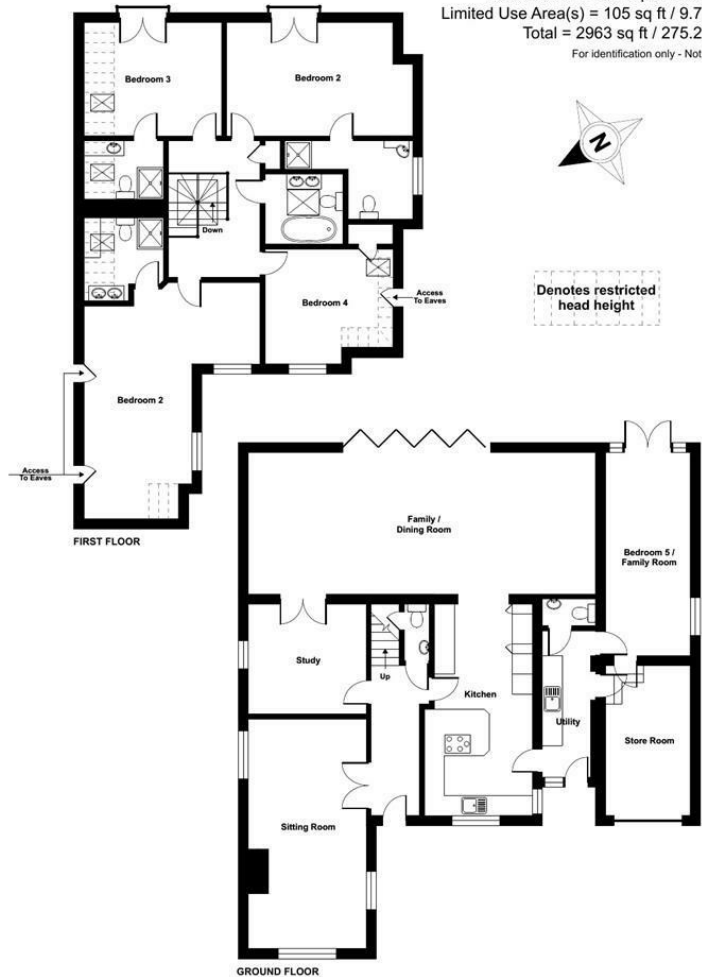 Limited Use Area(s) = 105 sq ft / 9.7
Total = 2963 sq ft / 275.2
For identification only - Not
N
Denotes restricted
head height
Bedroom 3
Bedroom 2
Down
Bedroom 4
Access
To Eaves
Bedroom 2
Access
To Eaves
FIRST FLOOR
Family /
Dining Room
Bedroom 5 /
Family Room
Study
Up
Kitchen
Utility
Store Room
Sitting Room
GROUND FLOOR